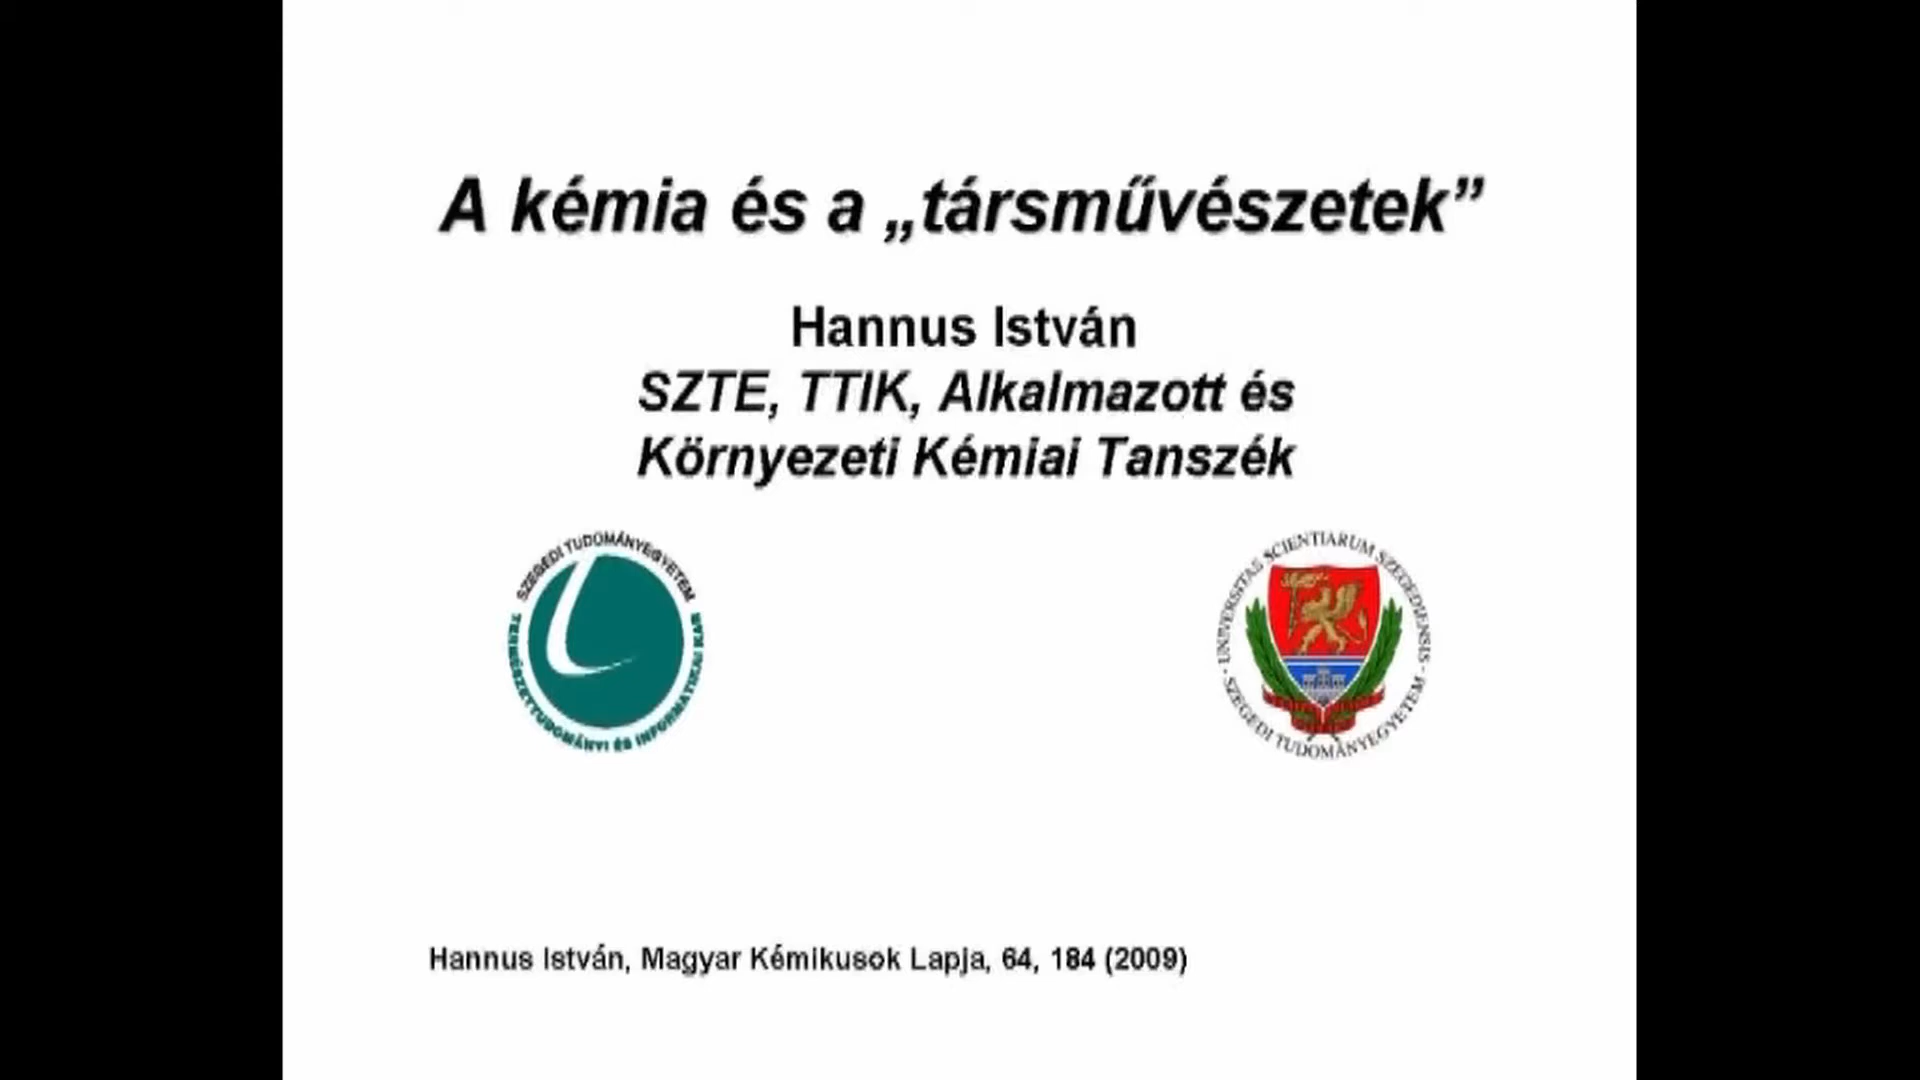 A kémia és a „társművészetek”
Hannus István
SZTE, TTIK, Alkalmazott és
Környezeti Kémiai Tanszék
SZEGEDI TUDOMÁNYEGYETEM
TERMÉSZETTUDOMÁNYI ÉS INFORMATIKAI KAR
UNIVERSITAS SCIENTIARUM SZEGEDIENSIS
SZEGEDI TUDOMÁNYEGYETEM
Hannus István, Magyar Kémikusok Lapja, 64, 184 (2009)